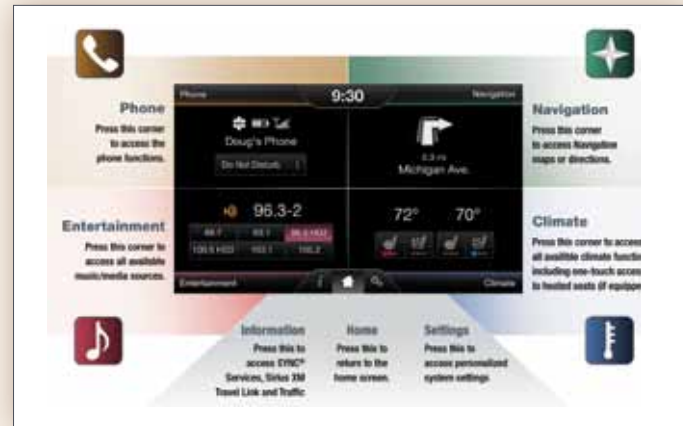 Phone
Press this corner
to access the
phone functions.
Entertainment
Press this corner to
access all available
music/media sources.
Phone
9:30
Navigation
Doug's Phone
Do Not Disturb
0.3 mi
Michigan Ave.
96.3-2
72° 70°
Entertainment
i
Climate
Navigation
Press this corner
to access Navigation
maps or directions.
Climate
Press this corner to access
all available climate functi
including one-touch access
to heated seats (if equippe
Information
Press this to
access SYNC®
Services, Sirius XM
Travel Link and Traffic
Home
Press this to
return to the
home screen.
Settings
Press this to
access personalized
system settings